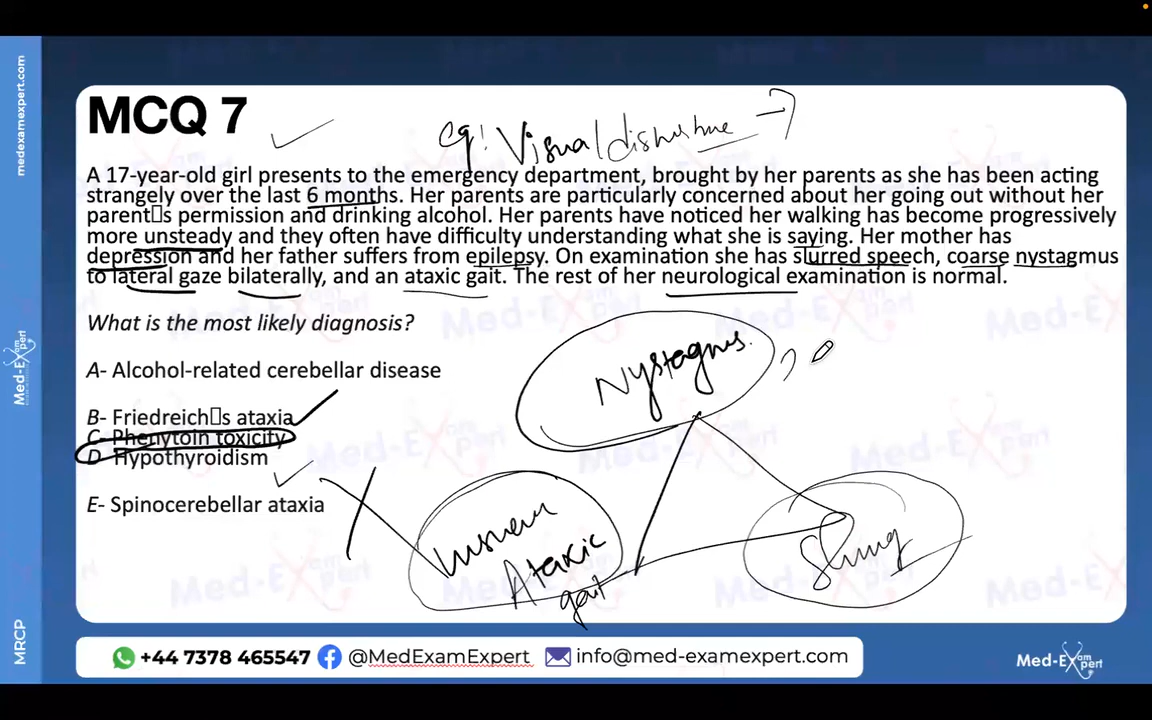 medexamexpert.com
MCQ 7
eg! Visual disturbance
A 17-year-old girl presents to the emergency department, brought by her parents as she has been acting
strangely over the last 6 months. Her parents are particularly concerned about her going out without her
parent▯s permission and drinking alcohol. Her parents have noticed her walking has become progressively
more unsteady and they often have difficulty understanding what she is saying. Her mother has
depression and her father suffers from epilepsy. On examination she has slurred speech, coarse nystagmus
to lateral gaze bilaterally, and an ataxic gait. The rest of her neurological examination is normal.
What is the most likely diagnosis?
A- Alcohol-related cerebellar disease
B- Friedreich▯s ataxia
C- Phenytoin toxicity
D- Hypothyroidism
E- Spinocerebellar ataxia
Nystagmus
Ataxic
gait
Med-Exam Expert
MRCP
+44 7378 465547 @MedExamExpert info@med-examexpert.com
Med-Exam Expert